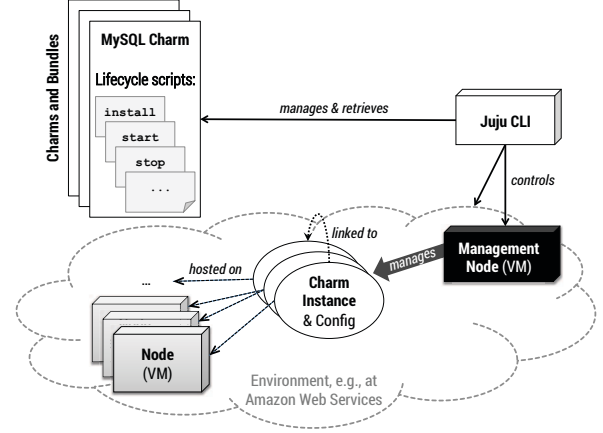 Charms and Bundles
MySQL Charm
Lifecycle scripts:
install
start
stop
...
manages & retrieves
Juju CLI
controls
linked to
manages
Management
Node (VM)
hosted on
...
Charm
Instance
& Config
Node
(VM)
Environment, e.g., at
Amazon Web Services